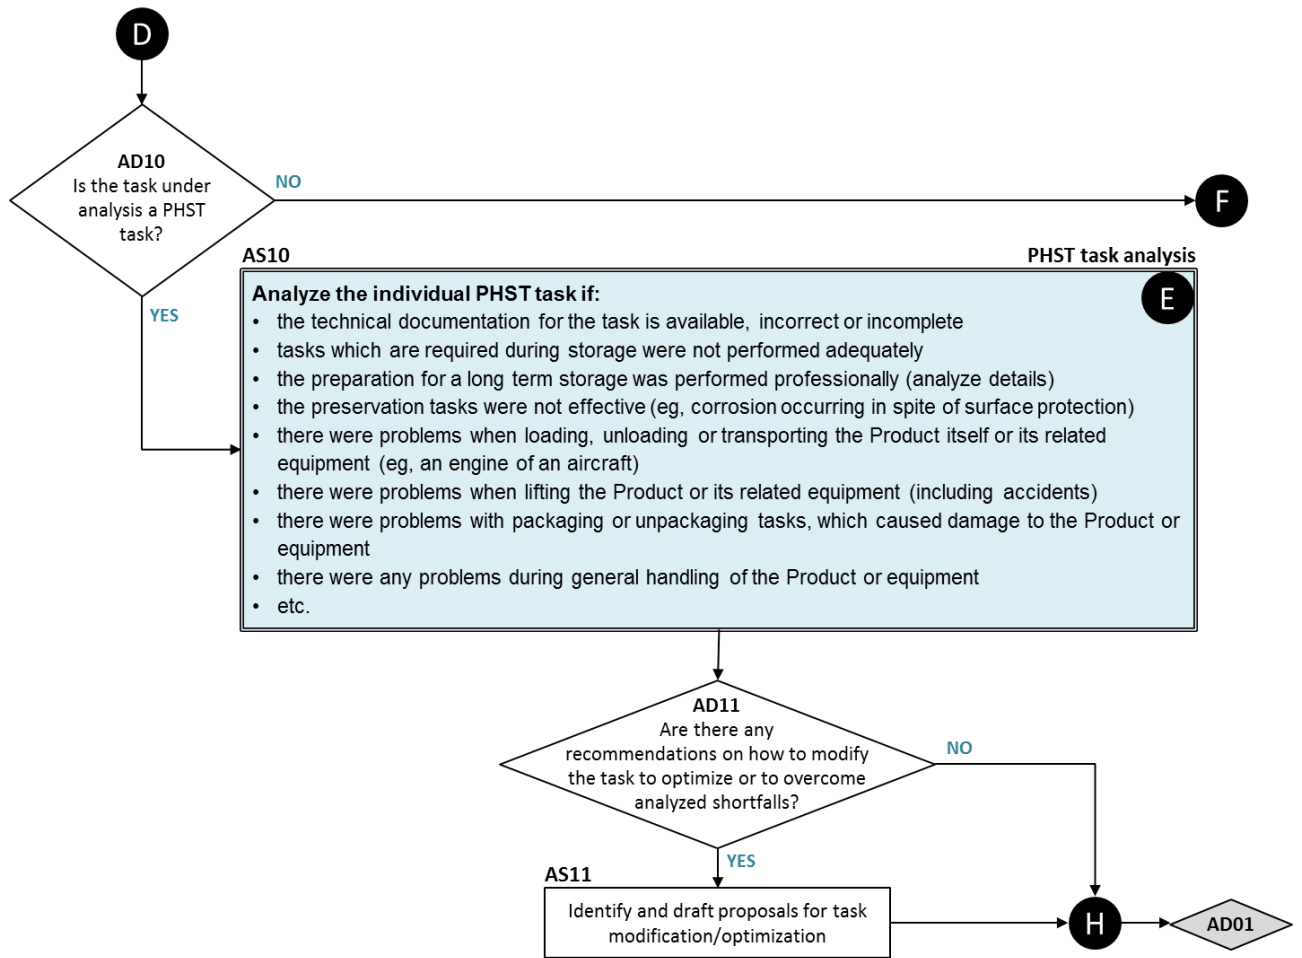 D
AD10
Is the task under
analysis a PHST
task?
NO
F
YES
AS10
PHST task analysis
E
Analyze the individual PHST task if:
• the technical documentation for the task is available, incorrect or incomplete
• tasks which are required during storage were not performed adequately
• the preparation for a long term storage was performed professionally (analyze details)
• the preservation tasks were not effective (eg, corrosion occurring in spite of surface protection)
• there were problems when loading, unloading or transporting the Product itself or its related
equipment (eg, an engine of an aircraft)
• there were problems when lifting the Product or its related equipment (including accidents)
• there were problems with packaging or unpackaging tasks, which caused damage to the Product or
equipment
• there were any problems during general handling of the Product or equipment
• etc.
AD11
Are there any
recommendations on how to modify
the task to optimize or to overcome
analyzed shortfalls?
NO
YES
AS11
Identify and draft proposals for task
modification/optimization
H
AD01